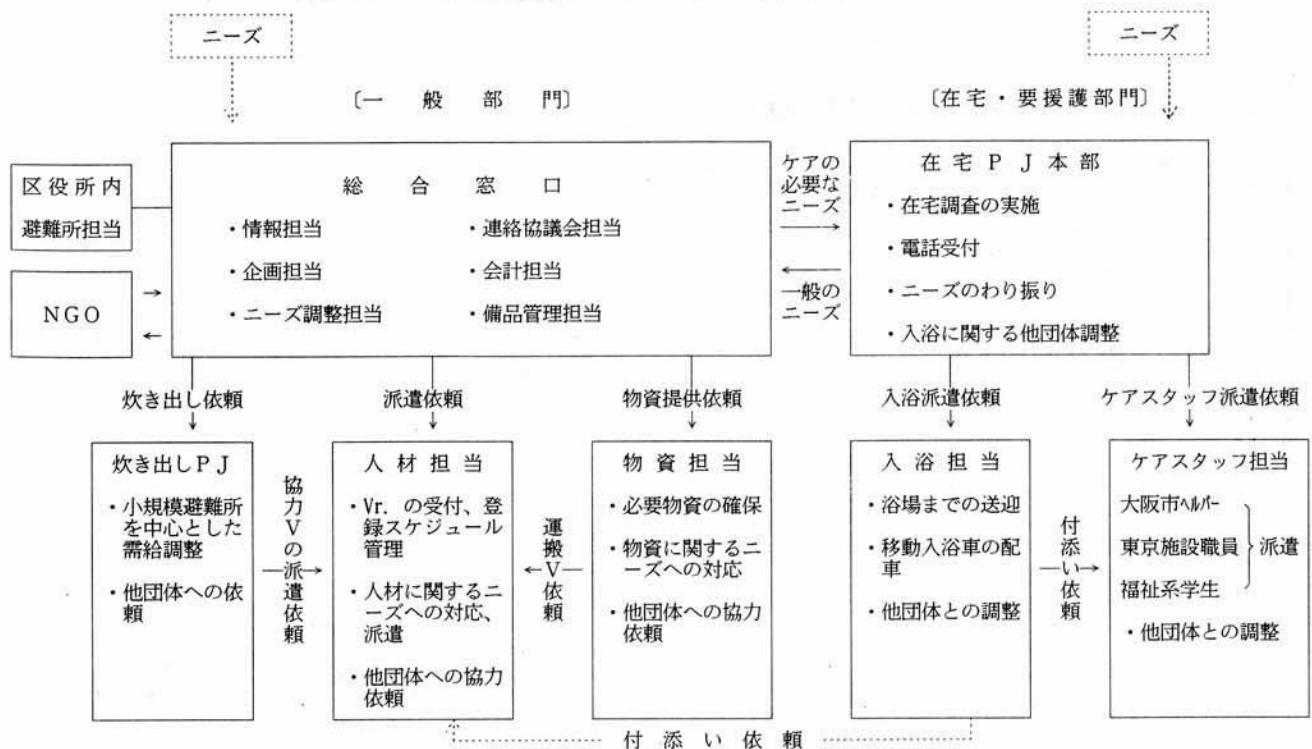 ニーズ
ニーズ
〔一般部門〕
〔在宅・要援護部門〕
区役所内
避難所担当
NGO
総合窓口
・情報担当
・連絡協議会担当
・企画担当
・会計担当
・ニーズ調整担当
・備品管理担当
ケアの
必要な
ニーズ
一般の
ニーズ
在宅PJ本部
・在宅調査の実施
・電話受付
・ニーズのわり振り
・入浴に関する他団体調整
炊き出し依頼
派遣依頼
物資提供依頼
入浴派遣依頼
ケアスタッフ派遣依頼
炊き出しPJ
・小規模避難所
を中心とした
需給調整
・他団体への依
頼
協力Vの派遣依頼
人材担当
・Vr.の受付、登
録スケジュール
管理
・人材に関するニ
ーズへの対応、
派遣
・他団体への協力
依頼
運搬V依頼
物資担当
・必要物資の確保
・物資に関するニ
ーズへの対応
・他団体への協力
依頼
入浴担当
・浴場までの送迎
・移動入浴車の配
車
・他団体との調整
付添い依頼
ケアスタッフ担当
大阪市ヘルパー
東京施設職員
福祉系学生
派遣
・他団体との調整
付添い依頼